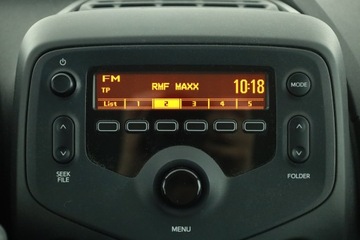 FM
TP
RMF MAXX
10:18
List 1 2 3 4 5
MODE
SEEK
FILE
FOLDER
MENU